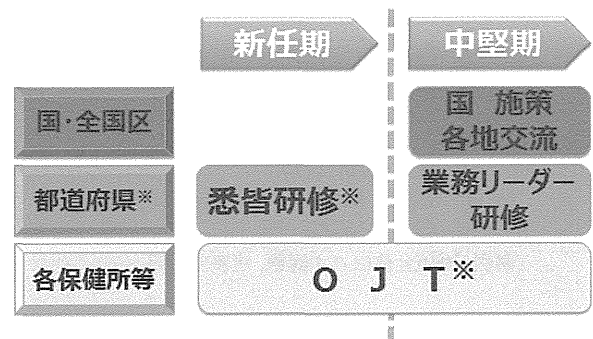 新任期
中堅期
国・全国区
国 施策
各地交流
都道府県※
悉皆研修※
業務リーダー
研修
各保健所等
O J T※